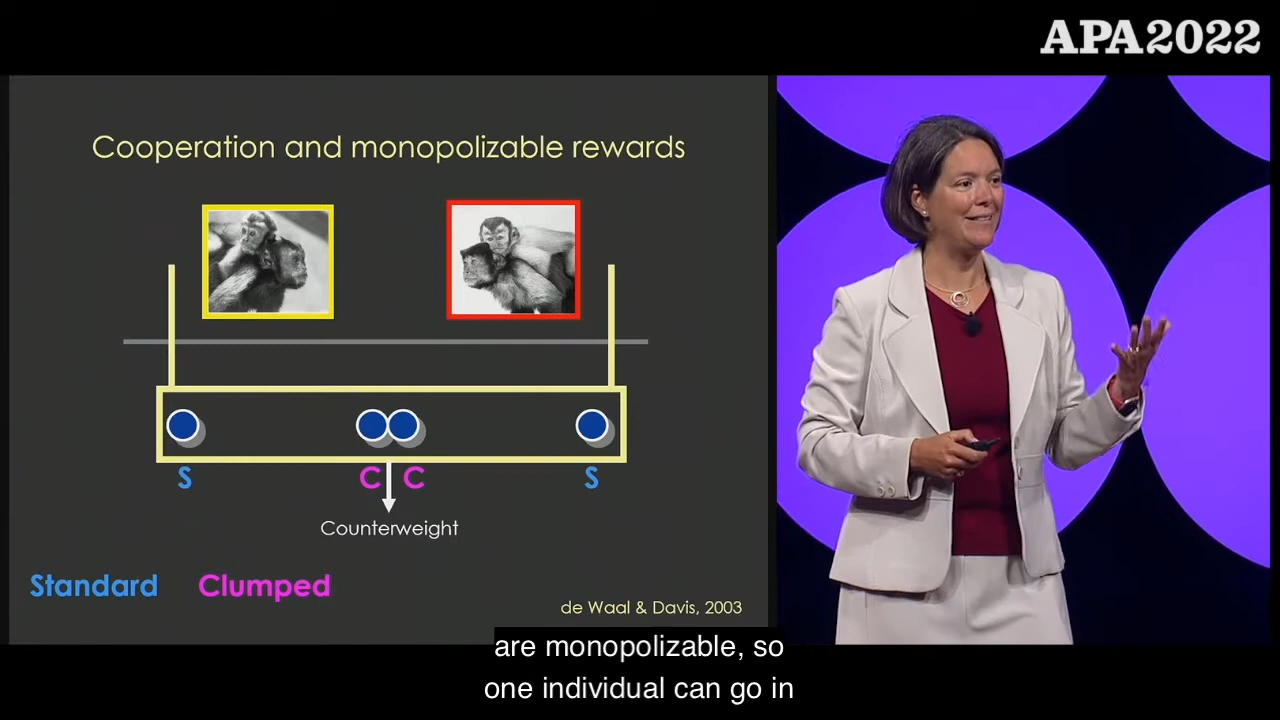 APA2022
Cooperation and monopolizable rewards
S C C S
Counterweight
Standard Clumped
de Waal & Davis, 2003
are monopolizable, so
one individual can go in